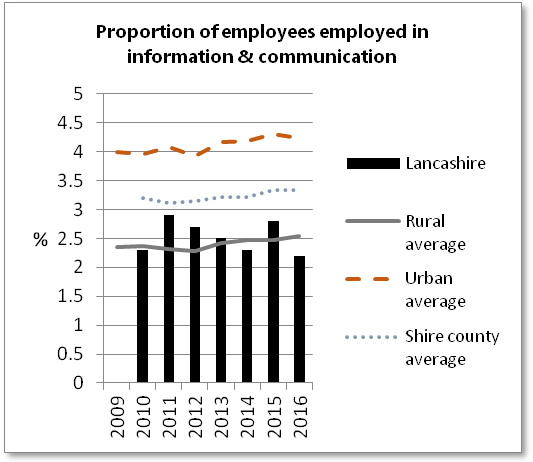 Proportion of employees employed in
information & communication
5
4.5
4
3.5
3
2.5
2
1.5
1
0.5
0
%
2009
2010
2011
2012
2013
2014
2015
2016
Lancashire
Rural
average
Urban
average
Shire county
average